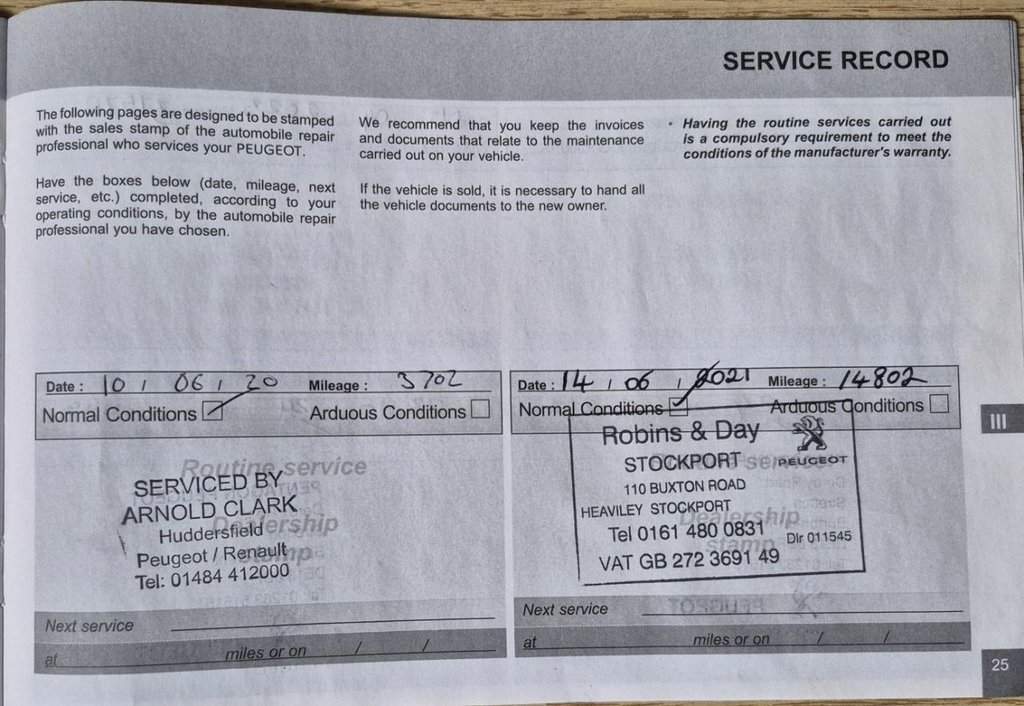 SERVICE RECORD
The following pages are designed to be stamped
with the sales stamp of the automobile repair
professional who services your PEUGEOT.
Have the boxes below (date, mileage, next
service, etc.) completed, according to your
operating conditions, by the automobile repair
professional you have chosen.
We recommend that you keep the invoices
and documents that relate to the maintenance
carried out on your vehicle.
If the vehicle is sold, it is necessary to hand all
the vehicle documents to the new owner.
• Having the routine services carried out
is a compulsory requirement to meet the
conditions of the manufacturer's warranty.
Date : 10 / 06 / 20 Mileage : 3702
Normal Conditions Arduous Conditions
Routine service
Dealership
stamp
SERVICED BY
ARNOLD CLARK
Huddersfield
Peugeot / Renault
Tel: 01484 412000
Next service
at miles or on / /
Date : 14 / 06 / 2021 Mileage : 14802
Normal Conditions Arduous Conditions
service
Dealership
stamp
Robins & Day
PEUGEOT
STOCKPORT
110 BUXTON ROAD
HEAVILEY STOCKPORT
Tel 0161 480 0831 Dlr 011545
VAT GB 272 3691 49
Next service
at miles or on / /
III
25